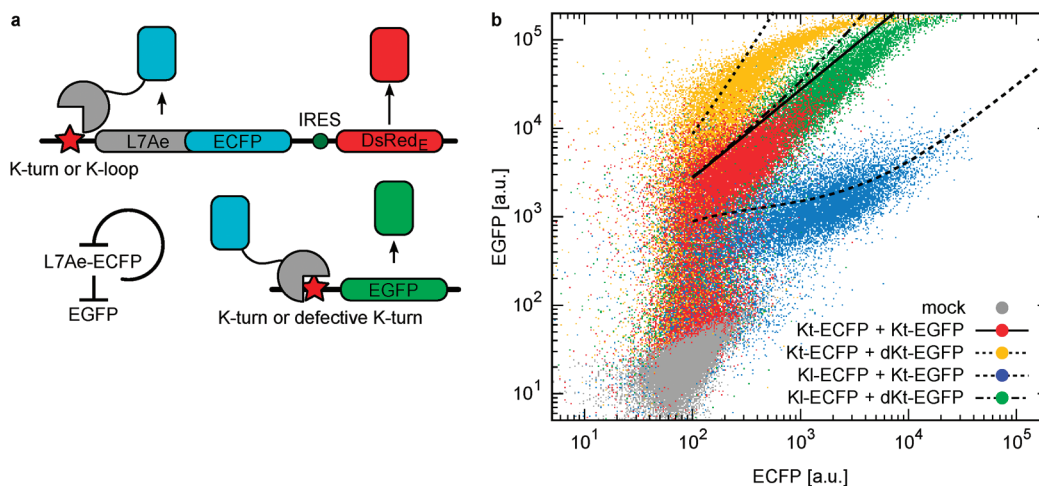 a
IRES
L7Ae
ECFP
DsRedE
K-turn or K-loop
L7Ae-ECFP
EGFP
EGFP
K-turn or defective K-turn
b
EGFP [a.u.]
10^5
10^4
10^3
10^2
10^1
mock
Kt-ECFP + Kt-EGFP
Kt-ECFP + dKt-EGFP
Kl-ECFP + Kt-EGFP
Kl-ECFP + dKt-EGFP
10^1 10^2 10^3 10^4 10^5
ECFP [a.u.]